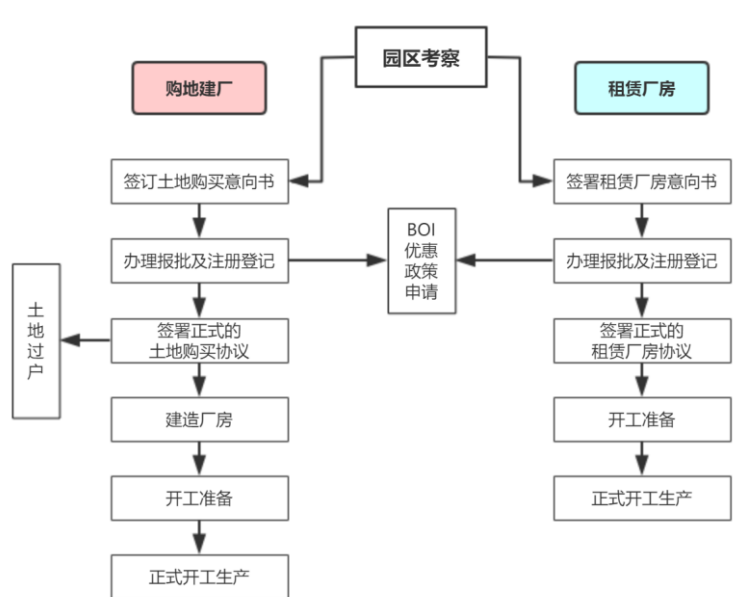 园区考察
购地建厂
租赁厂房
签订土地购买意向书
签署租赁厂房意向书
BOI
优惠
政策
申请
办理报批及注册登记
办理报批及注册登记
土
地
过
户
签署正式的
土地购买协议
签署正式的
租赁厂房协议
建造厂房
开工准备
开工准备
正式开工生产
正式开工生产